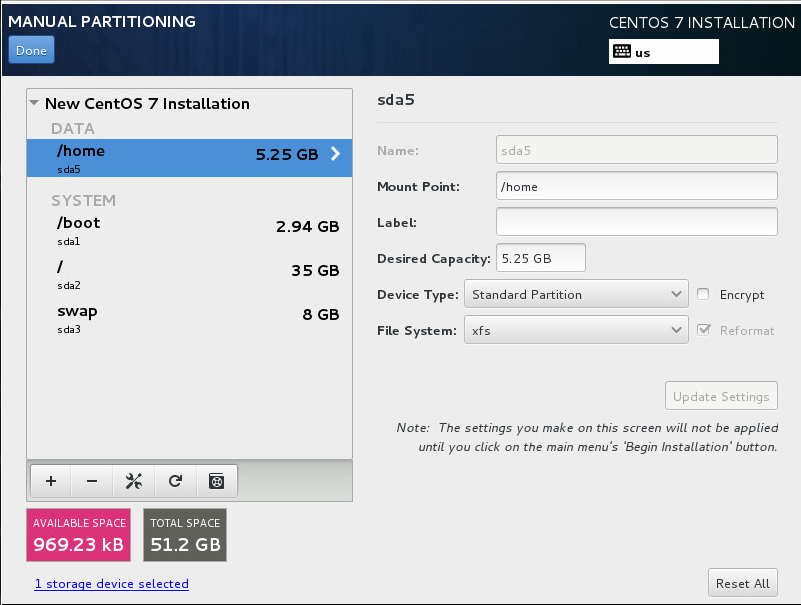 MANUAL PARTITIONING
CENTOS 7 INSTALLATION
Done
us
New CentOS 7 Installation
DATA
/home
5.25 GB
sda5
SYSTEM
/boot
2.94 GB
sda1
/
35 GB
sda2
swap
8 GB
sda3
AVAILABLE SPACE
969.23 kB
TOTAL SPACE
51.2 GB
1 storage device selected
sda5
Name: sda5
Mount Point: /home
Label:
Desired Capacity: 5.25 GB
Device Type: Standard Partition Encrypt
File System: xfs Reformat
Update Settings
Note: The settings you make on this screen will not be applied
until you click on the main menu's 'Begin Installation' button.
Reset All